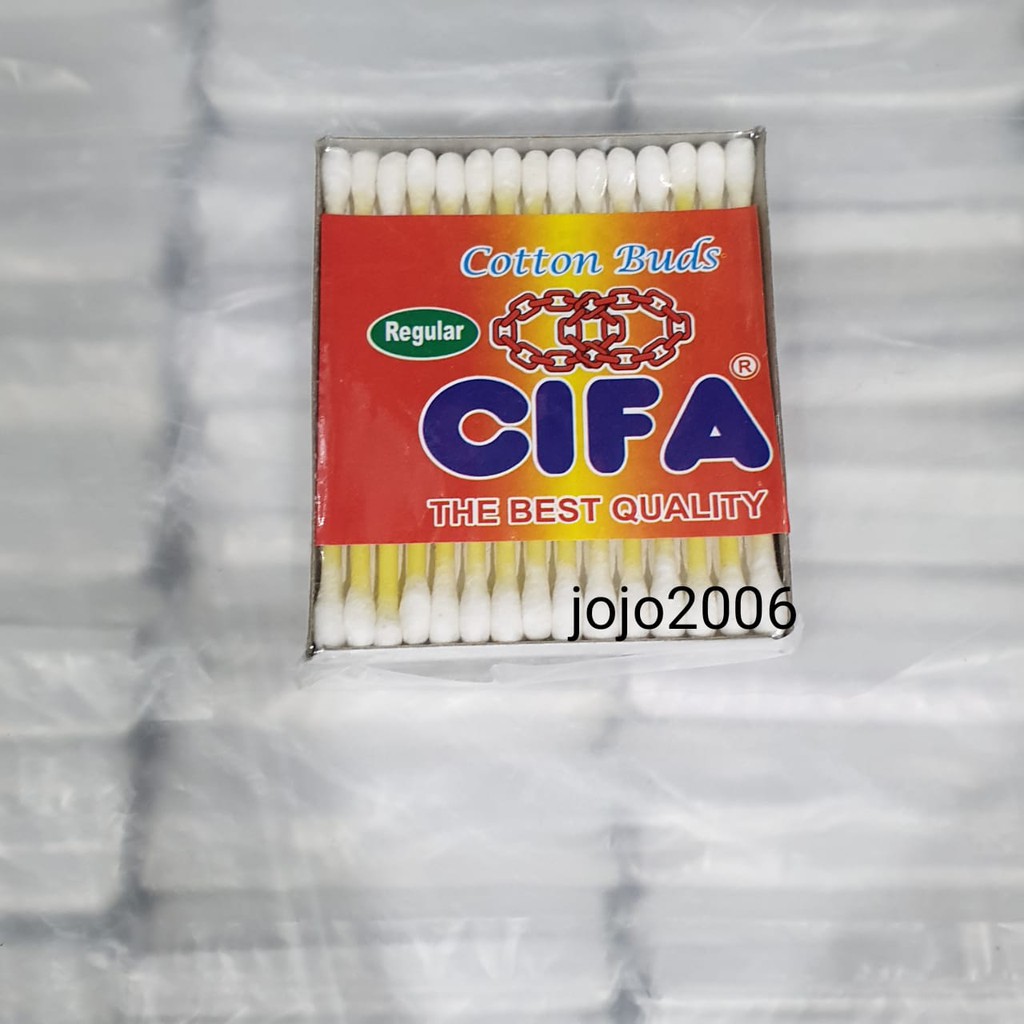 Cotton Buds
Regular
CIFA®
THE BEST QUALITY
jojo2006